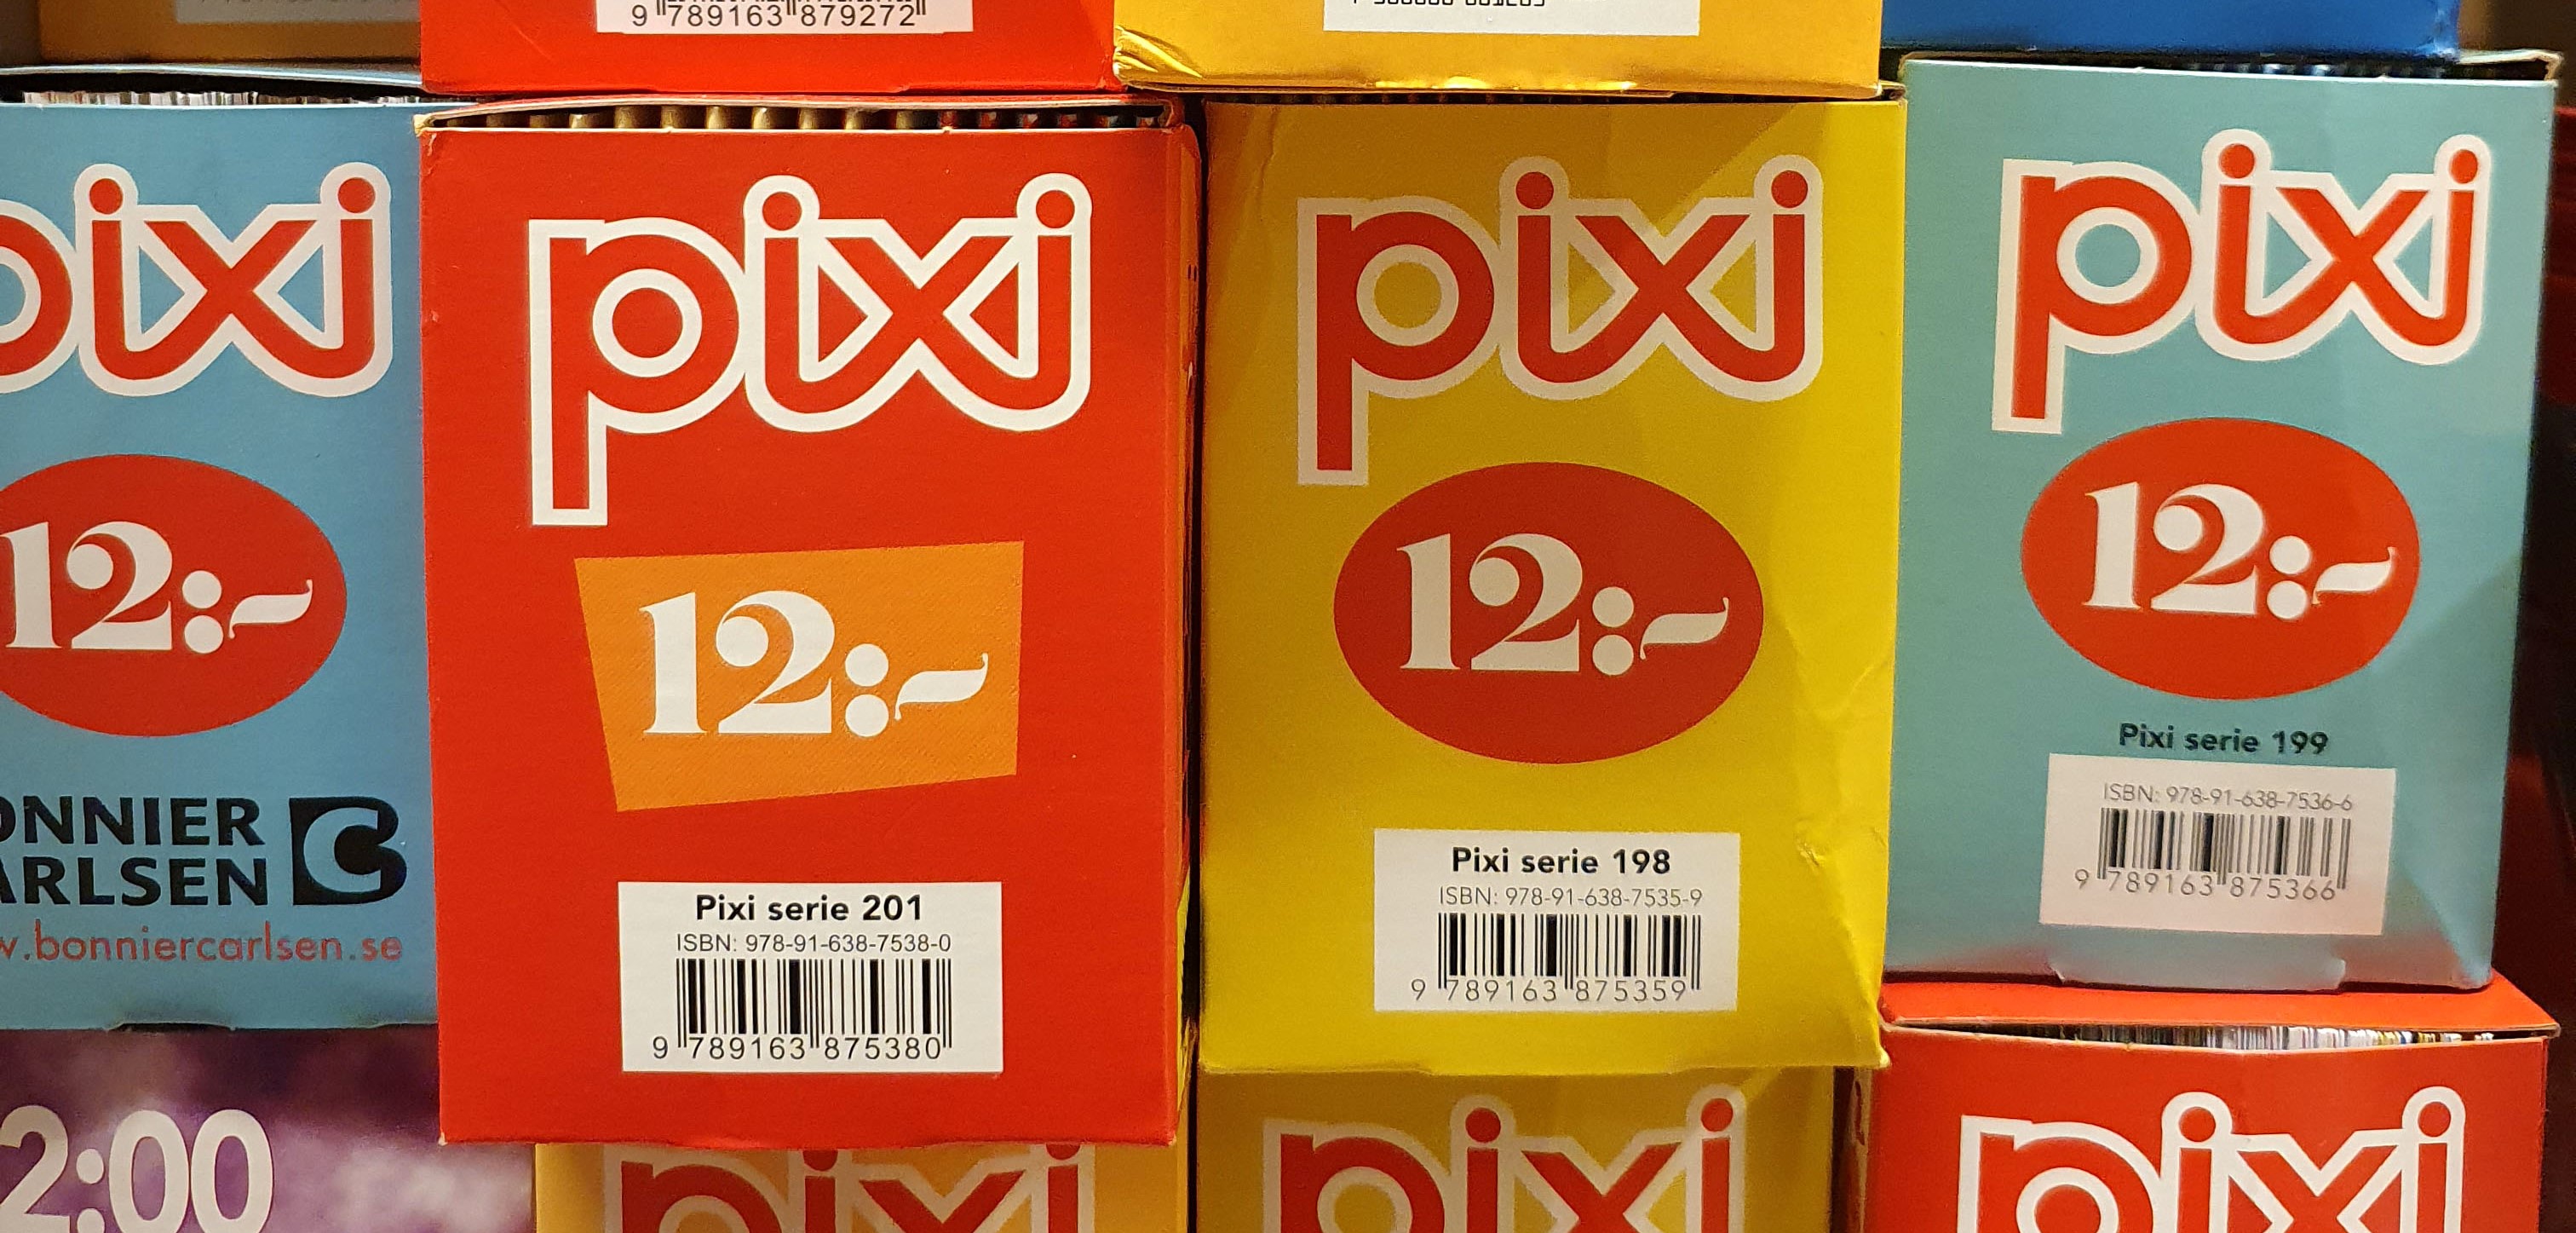 9 789163 879272
pixi
12:-
BONNIER
CARLSEN
w.bonniercarlsen.se
pixi
12:-
Pixi serie 201
ISBN: 978-91-638-7538-0
9 789163 875380
pixi
12:-
Pixi serie 198
ISBN: 978-91-638-7535-9
9 789163 875359
pixi
12:-
Pixi serie 199
ISBN: 978-91-638-7536-6
9 789163 875366
2:00
pixi
pixi
pixi